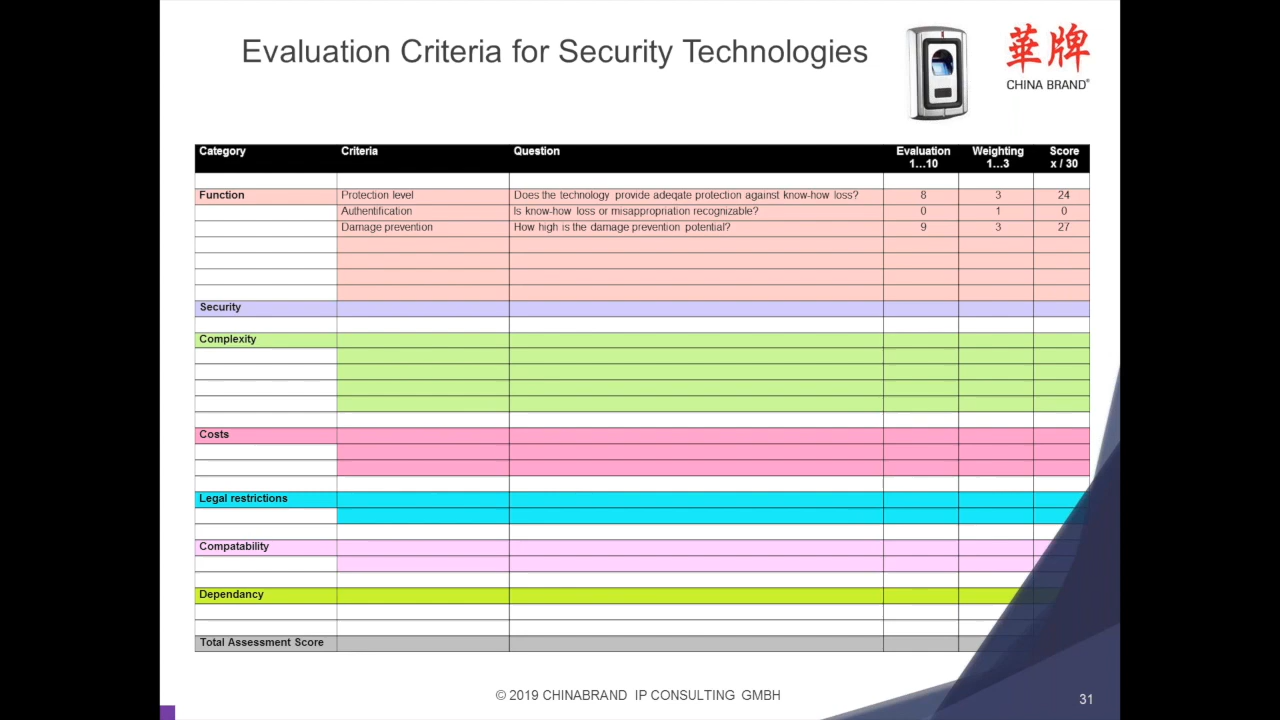 Evaluation Criteria for Security Technologies
華牌
CHINA BRAND®
Category Criteria Question Evaluation 1…10 Weighting 1…3 Score x / 30
Function Protection level Does the technology provide adeqate protection against know-how loss? 8 3 24
Authentification Is know-how loss or misappropriation recognizable? 0 1 0
Damage prevention How high is the damage prevention potential? 9 3 27
Security
Complexity
Costs
Legal restrictions
Compatability
Dependancy
Total Assessment Score
© 2019 CHINABRAND IP CONSULTING GMBH
31